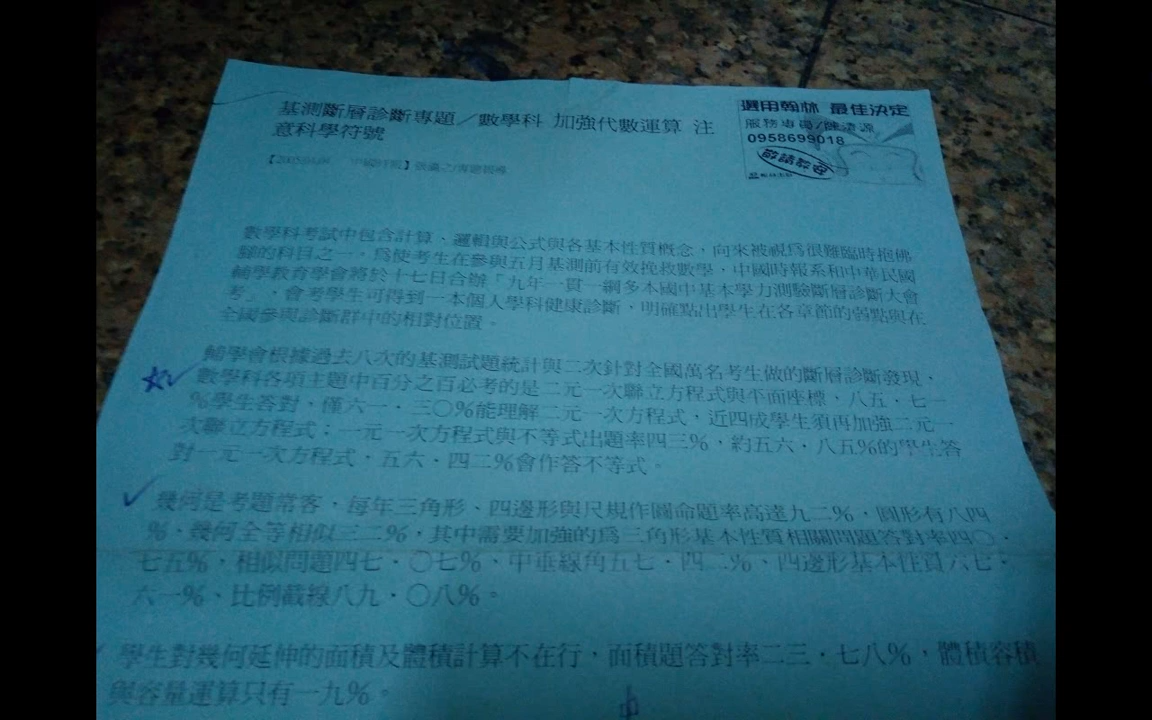 基測斷層診斷專題／數學科 加強代數運算 注
意科學符號
選用翰林 最佳決定
服務專員/陳清源
0958699018
敬請教安
數學科考試中包含計算、邏輯與公式與各基本性質概念，向來被視為很難臨時抱佛
腳的科目之一。為使考生在參與五月基測前有效挽救數學，中國時報系和中華民國
輔學教育學會將於十七日合辦「九年一貫一綱多本國中基本學力測驗斷層診斷大會
考」，會考學生可得到一本個人學科健康診斷，明確點出學生在各章節的弱點與在
全國參與診斷群中的相對位置。
輔學會根據過去八次的基測試題統計與二次針對全國萬名考生做的斷層診斷發現，
數學科各項主題中百分之百必考的是二元一次聯立方程式與平面座標，八五．七一
%學生答對，僅六一．三〇%能理解二元一次方程式，近四成學生須再加強二元一
次聯立方程式；一元一次方程式與不等式出題率四三%，約五六．八五%的學生答
對一元一次方程式，五六．四二%會作答不等式。
幾何是考題常客，每年三角形、四邊形與尺規作圖命題率高達九二%，圓形有八四
%、幾何全等相似三二%，其中需要加強的為三角形基本性質相關問題答對率四〇．
七五%，相似問題四七．〇七%、中垂線角五七．四二%、四邊形基本性質六七．
六一%、比例截線八九．〇八%。
學生對幾何延伸的面積及體積計算不在行，面積題答對率二三．七八%，體積容積
與容量運算只有一九%。